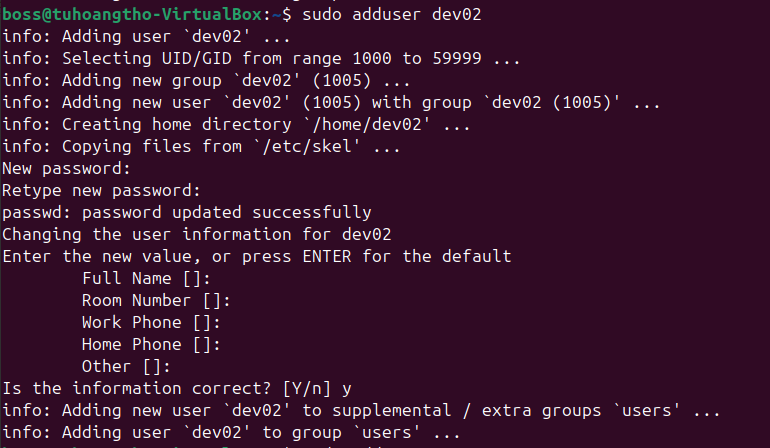 boss@tuhoangtho-VirtualBox:~$ sudo adduser dev02
info: Adding user `dev02' ...
info: Selecting UID/GID from range 1000 to 59999 ...
info: Adding new group `dev02' (1005) ...
info: Adding new user `dev02' (1005) with group `dev02 (1005)' ...
info: Creating home directory `/home/dev02' ...
info: Copying files from `/etc/skel' ...
New password:
Retype new password:
passwd: password updated successfully
Changing the user information for dev02
Enter the new value, or press ENTER for the default
Full Name []:
Room Number []:
Work Phone []:
Home Phone []:
Other []:
Is the information correct? [Y/n] y
info: Adding new user `dev02' to supplemental / extra groups `users' ...
info: Adding user `dev02' to group `users' ...